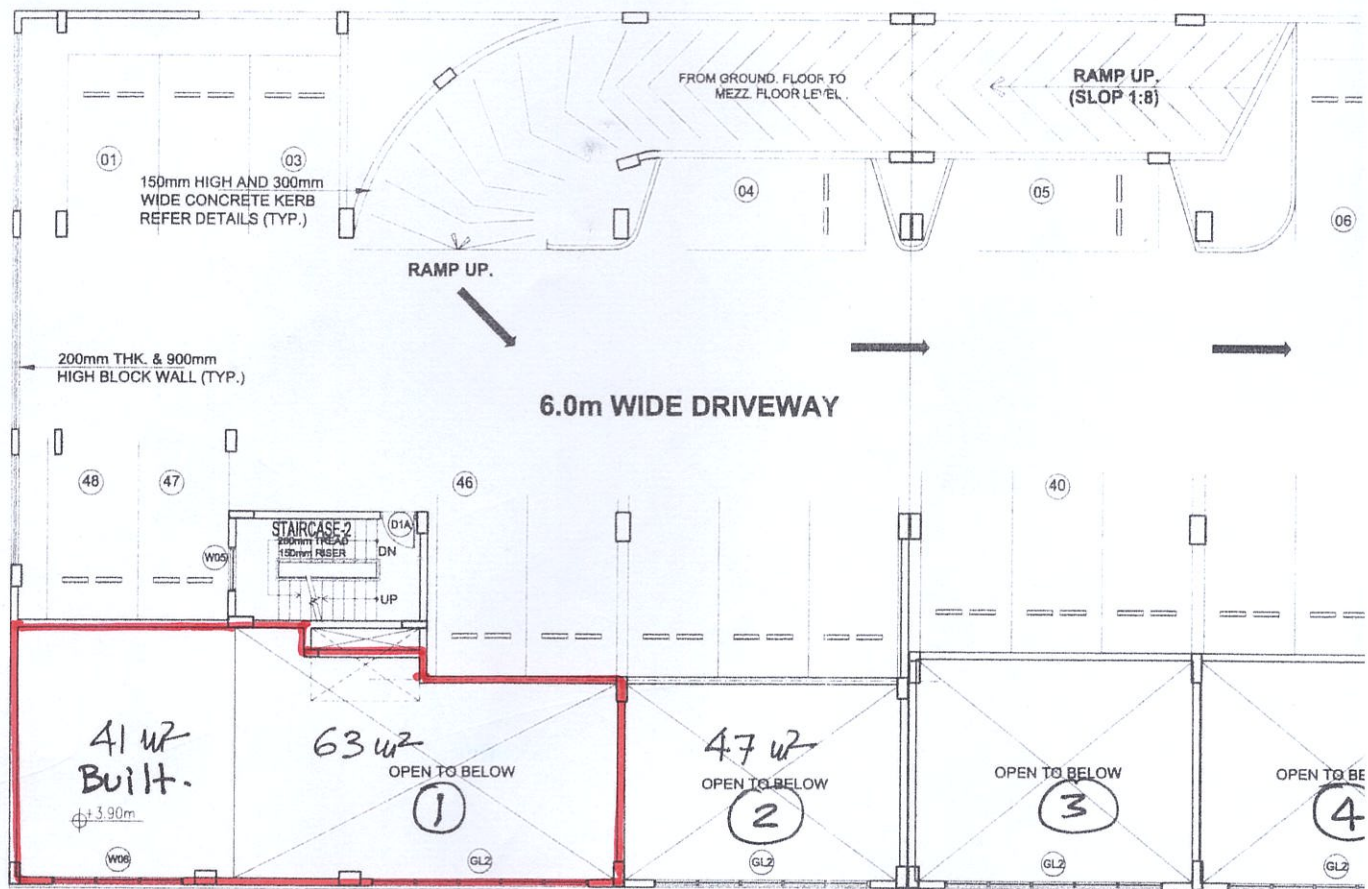 FROM GROUND. FLOOR TO
MEZZ. FLOOR LEVEL
RAMP UP.
(SLOP 1:8)
01
03
04
05
06
150mm HIGH AND 300mm
WIDE CONCRETE KERB
REFER DETAILS (TYP.)
RAMP UP.
200mm THK. & 900mm
HIGH BLOCK WALL (TYP.)
6.0m WIDE DRIVEWAY
48
47
46
40
STAIRCASE-2
280mm TREAD
150mm RISER
D1A
DN
W05
UP
41 m²
Built.
+3.90m
W06
63 m²
OPEN TO BELOW
1
GL2
47 m²
OPEN TO BELOW
2
GL2
OPEN TO BELOW
3
GL2
OPEN TO BE
4
GL2